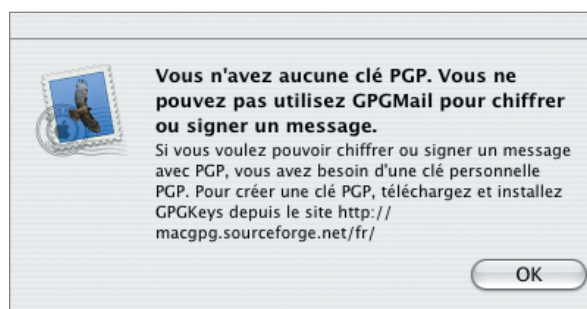 Vous n'avez aucune clé PGP. Vous ne
pouvez pas utilisez GPGMail pour chiffrer
ou signer un message.
Si vous voulez pouvoir chiffrer ou signer un message
avec PGP, vous avez besoin d'une clé personnelle
PGP. Pour créer une clé PGP, téléchargez et installez
GPGKeys depuis le site http://
macgpg.sourceforge.net/fr/
OK